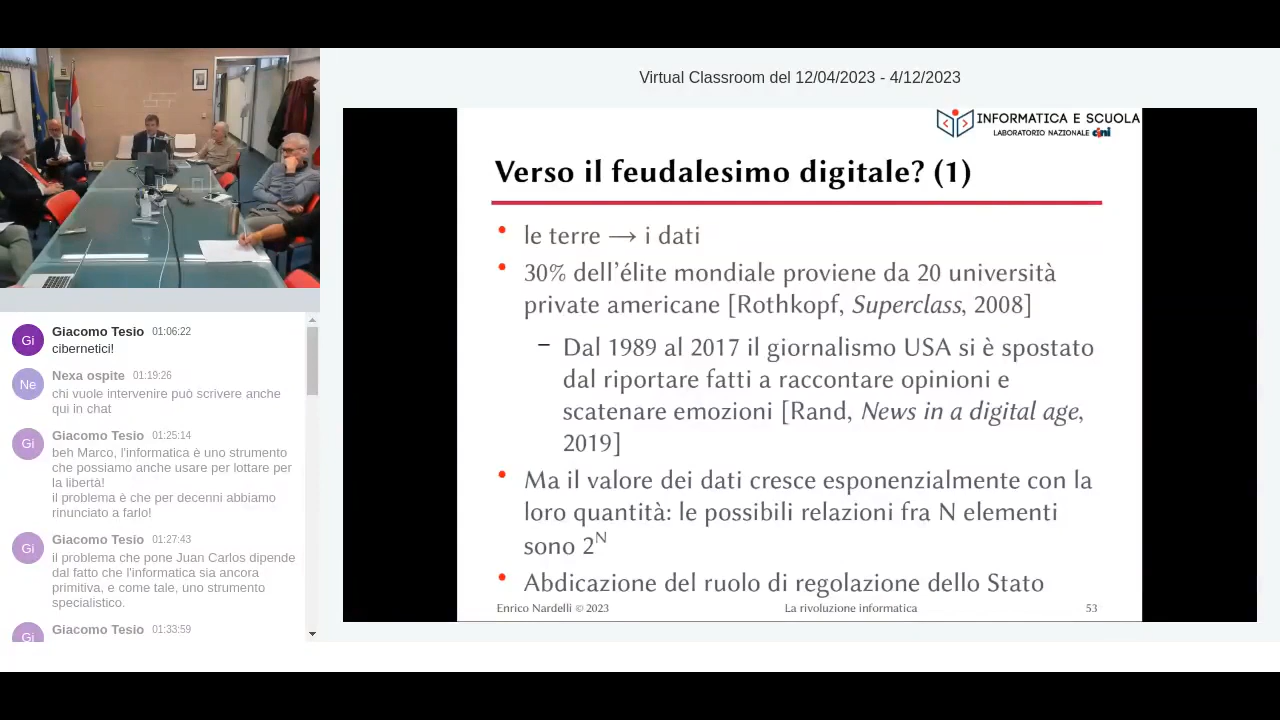 Virtual Classroom del 12/04/2023 - 4/12/2023
Gi
Giacomo Tesio 01:06:22
cibernetici!
Ne
Nexa ospite 01:19:26
chi vuole intervenire può scrivere anche
qui in chat
Gi
Giacomo Tesio 01:25:14
beh Marco, l'informatica è uno strumento
che possiamo anche usare per lottare per
la libertà!
il problema è che per decenni abbiamo
rinunciato a farlo!
Gi
Giacomo Tesio 01:27:43
il problema che pone Juan Carlos dipende
dal fatto che l'informatica sia ancora
primitiva, e come tale, uno strumento
specialistico.
Gi
Giacomo Tesio 01:33:59
INFORMATICA E SCUOLA
LABORATORIO NAZIONALE cini
Verso il feudalesimo digitale? (1)
• le terre → i dati
• 30% dell'élite mondiale proviene da 20 università
private americane [Rothkopf, Superclass, 2008]
– Dal 1989 al 2017 il giornalismo USA si è spostato
dal riportare fatti a raccontare opinioni e
scatenare emozioni [Rand, News in a digital age,
2019]
• Ma il valore dei dati cresce esponenzialmente con la
loro quantità: le possibili relazioni fra N elementi
sono 2^N
• Abdicazione del ruolo di regolazione dello Stato
Enrico Nardelli © 2023 La rivoluzione informatica 53